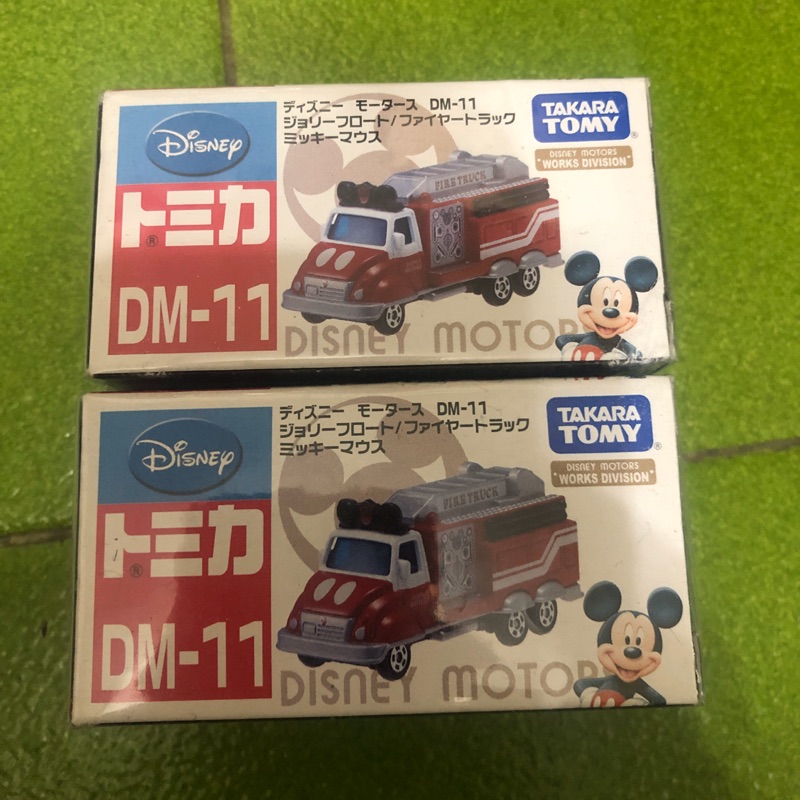 Disney
トミカ®
DM-11
ディズニー モータース DM-11
ジョリーフロート/ファイヤートラック
ミッキーマウス
TAKARA
TOMY
DISNEY MOTORS
"WORKS DIVISION"
FIRE TRUCK
DISNEY MOTOR
Disney
トミカ®
DM-11
ディズニー モータース DM-11
ジョリーフロート/ファイヤートラック
ミッキーマウス
TAKARA
TOMY
DISNEY MOTORS
"WORKS DIVISION"
FIRE TRUCK
DISNEY MOTOR